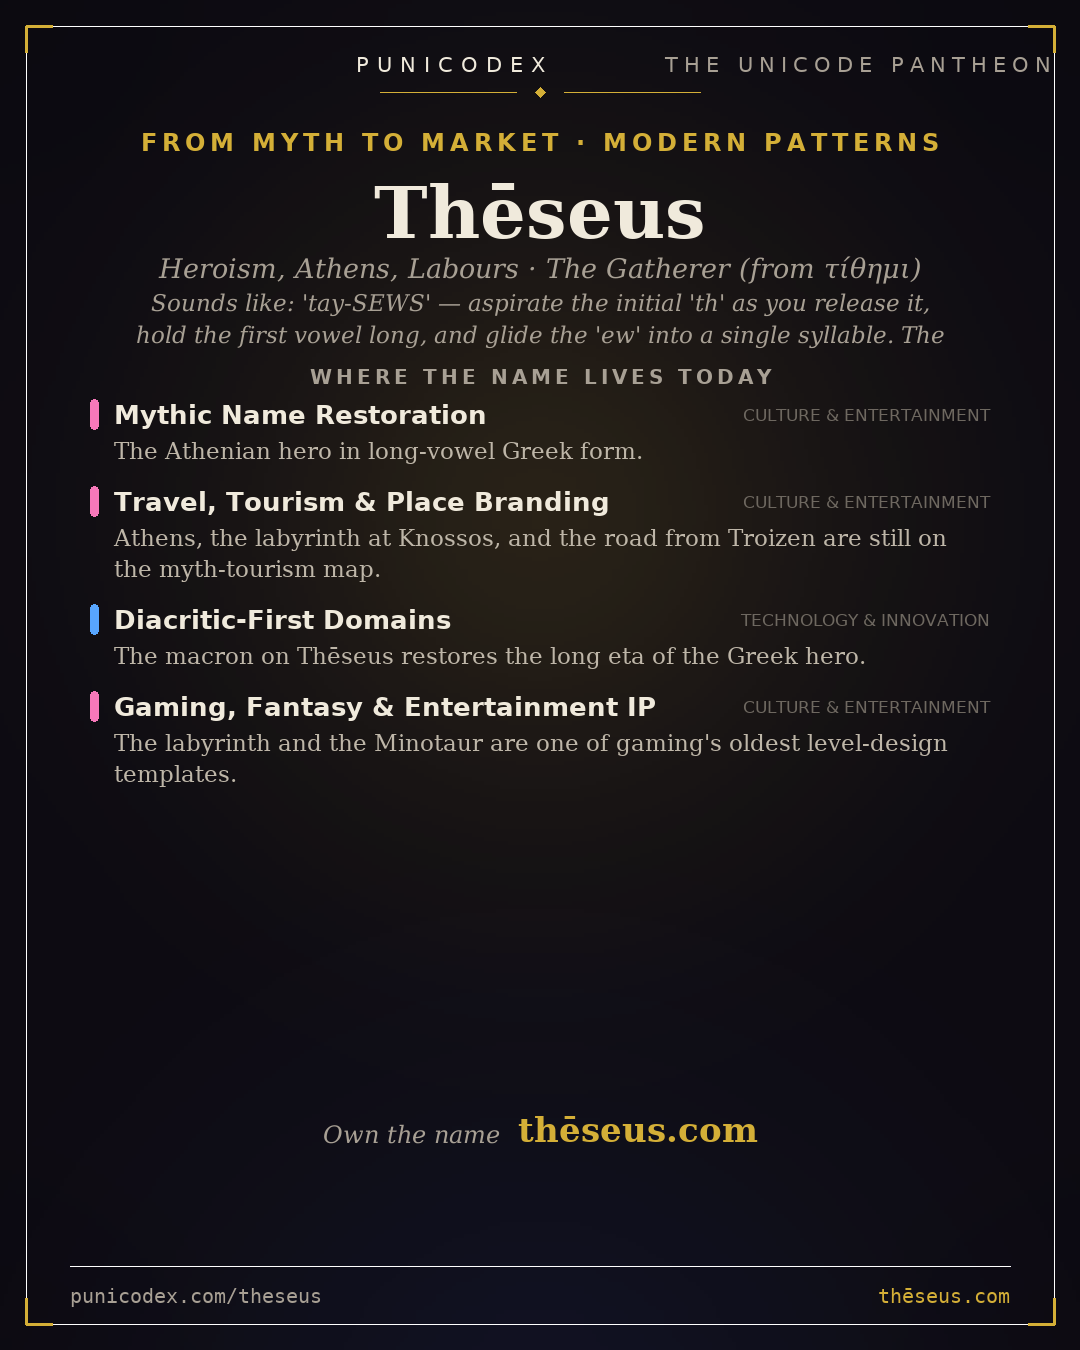 PUNICODEX THE UNICODE PANTHEON
FROM MYTH TO MARKET · MODERN PATTERNS
Thēseus
Heroism, Athens, Labours · The Gatherer (from τίθημι)
Sounds like: 'tay-SEWS' — aspirate the initial 'th' as you release it,
hold the first vowel long, and glide the 'ew' into a single syllable. The
WHERE THE NAME LIVES TODAY
Mythic Name Restoration CULTURE & ENTERTAINMENT
The Athenian hero in long-vowel Greek form.
Travel, Tourism & Place Branding CULTURE & ENTERTAINMENT
Athens, the labyrinth at Knossos, and the road from Troizen are still on
the myth-tourism map.
Diacritic-First Domains TECHNOLOGY & INNOVATION
The macron on Thēseus restores the long eta of the Greek hero.
Gaming, Fantasy & Entertainment IP CULTURE & ENTERTAINMENT
The labyrinth and the Minotaur are one of gaming's oldest level-design
templates.
Own the name thēseus.com
punicodex.com/theseus thēseus.com